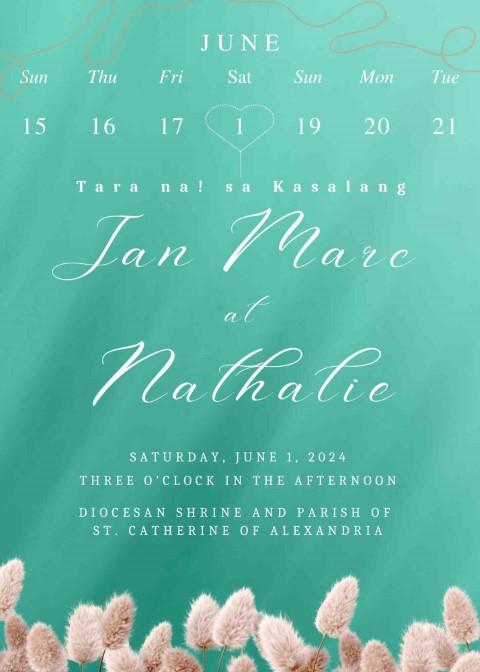 JUNE
Sun Thu Fri Sat Sun Mon Tue
15 16 17 1 19 20 21
Tara na! sa Kasalang
Jan Marc
at
Nathalie
SATURDAY, JUNE 1, 2024
THREE O'CLOCK IN THE AFTERNOON
DIOCESAN SHRINE AND PARISH OF
ST. CATHERINE OF ALEXANDRIA